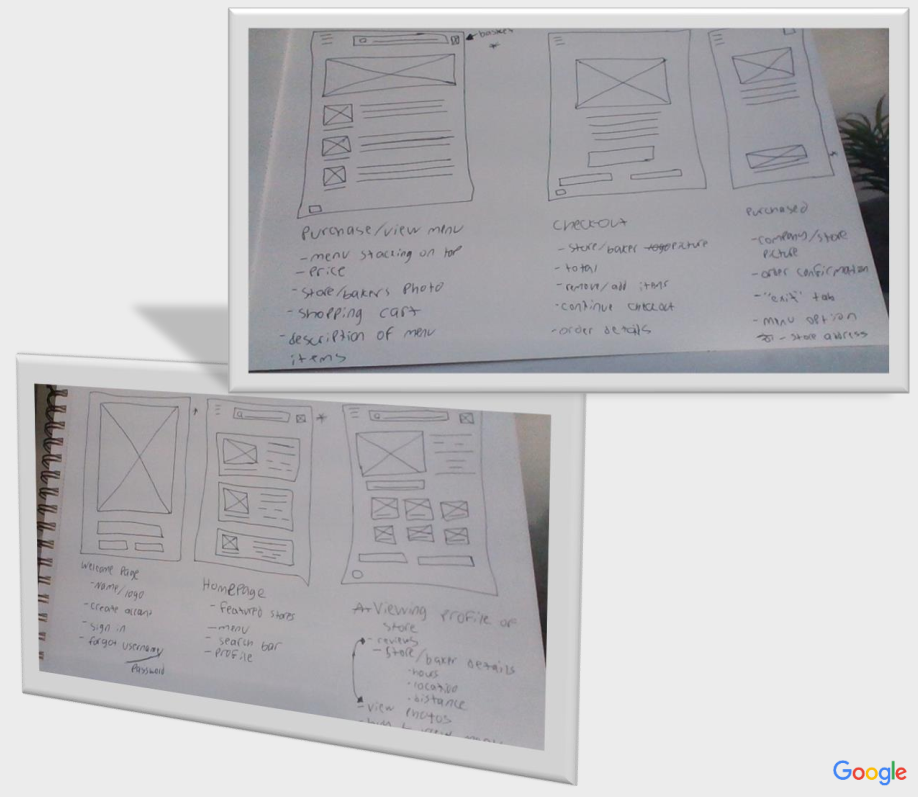 basket
*
Purchase/view menu
- menu stacking on top
- Price
- Store/bakers Photo
- Shopping cart
- description of menu
items
Checkout
- store/baker logo picture
- total
- remove/add items
- continue checkout
- order details
Purchased
- company/store
picture
- order confirmation
- "exit" tab
- menu option
- store address
Welcome Page
- Name/logo
- create account
- sign in
- forgot username/
Password
Homepage
- Featured stores
- menu
- search bar
- Profile
Viewing profile of
store
- reviews
- Store/baker details
- hours
- location
- distance
- view photos
Google